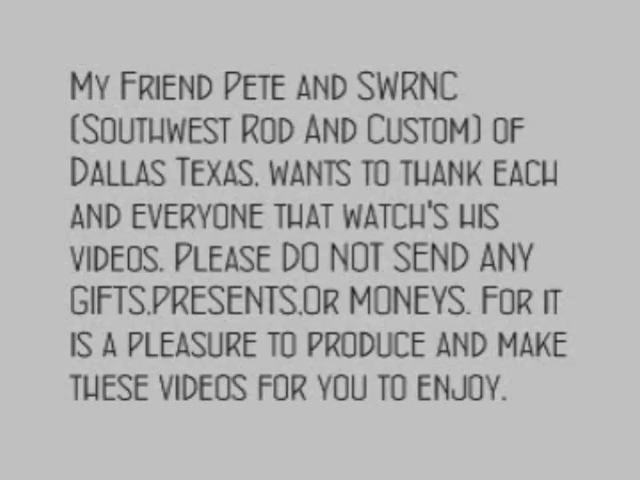 My Friend Pete and SWRNC
(Southwest Rod And Custom) of
Dallas Texas. wants to thank each
and everyone that watch's his
videos. Please DO NOT SEND ANY
GIFTS.PRESENTS.Or MONEYS. For it
is a pleasure to produce and make
these videos for you to enjoy.